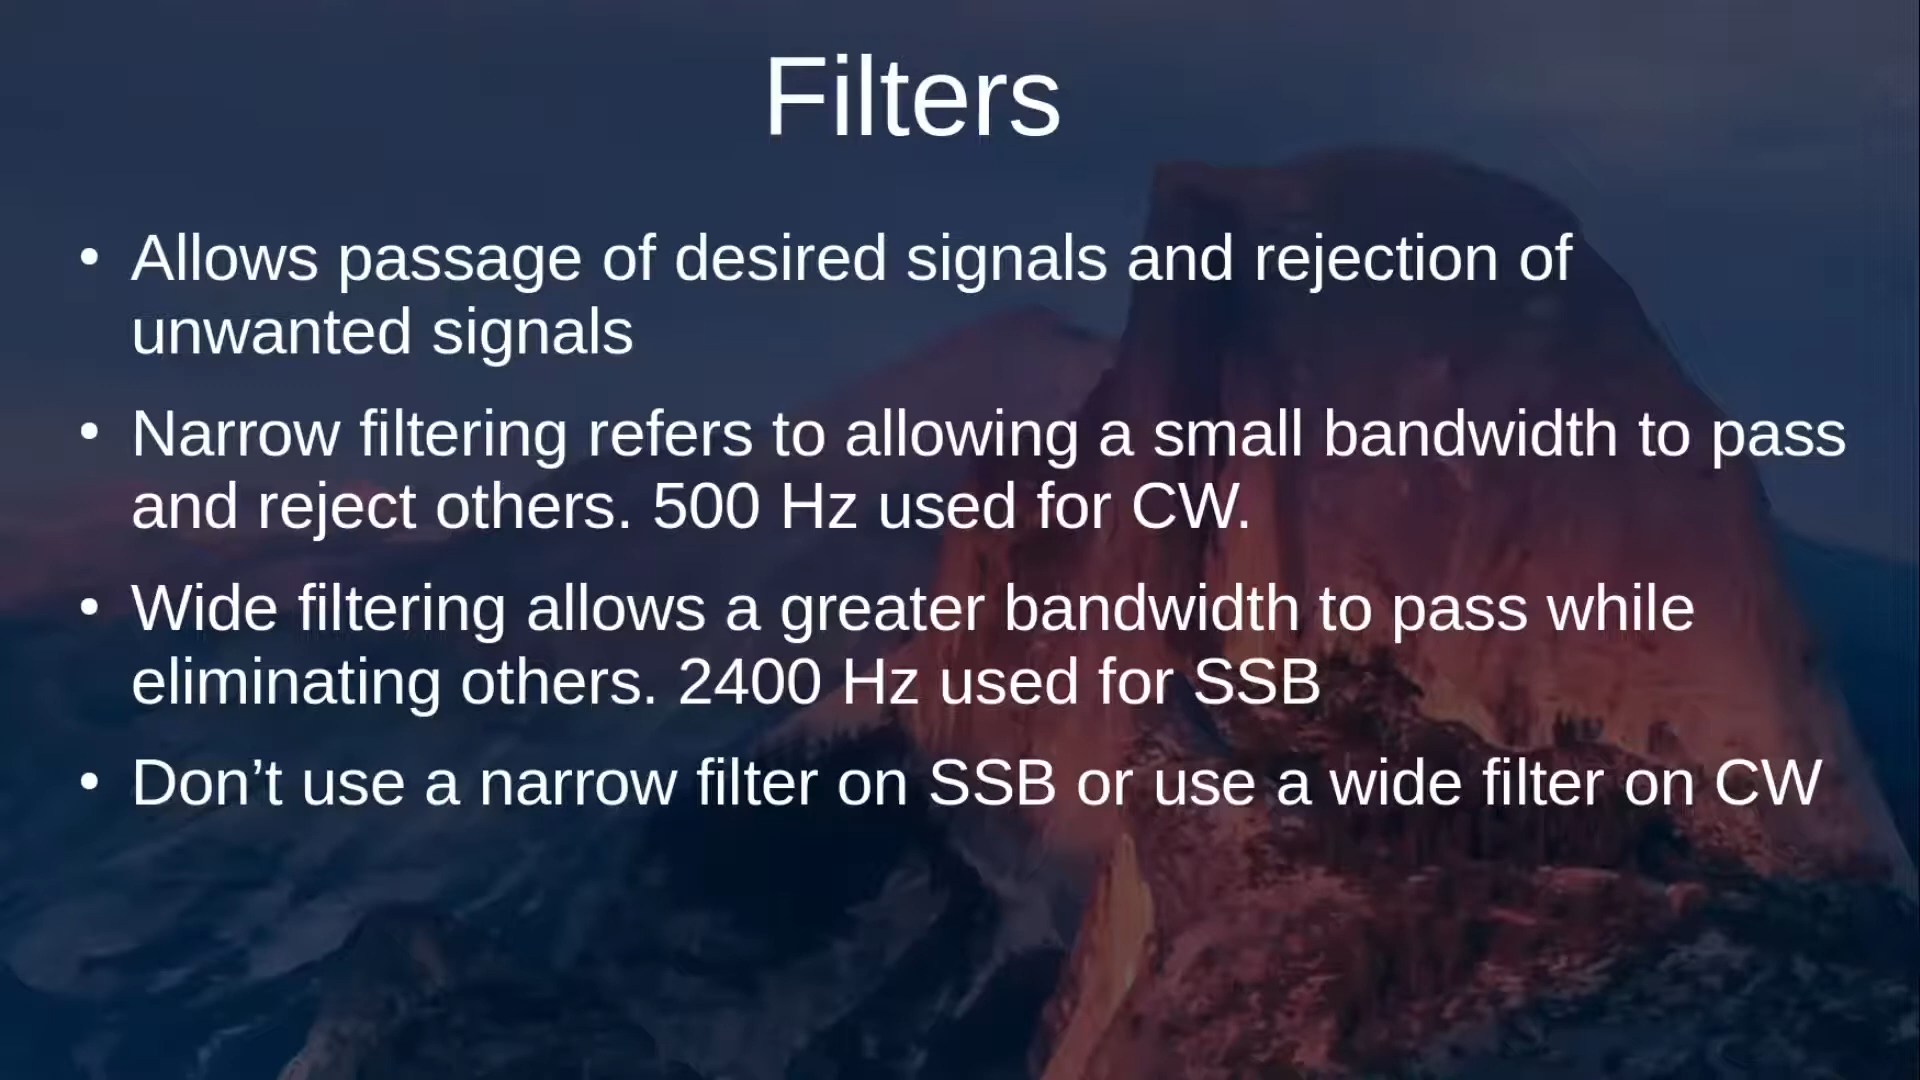 Filters
• Allows passage of desired signals and rejection of
unwanted signals
• Narrow filtering refers to allowing a small bandwidth to pass
and reject others. 500 Hz used for CW.
• Wide filtering allows a greater bandwidth to pass while
eliminating others. 2400 Hz used for SSB
• Don’t use a narrow filter on SSB or use a wide filter on CW